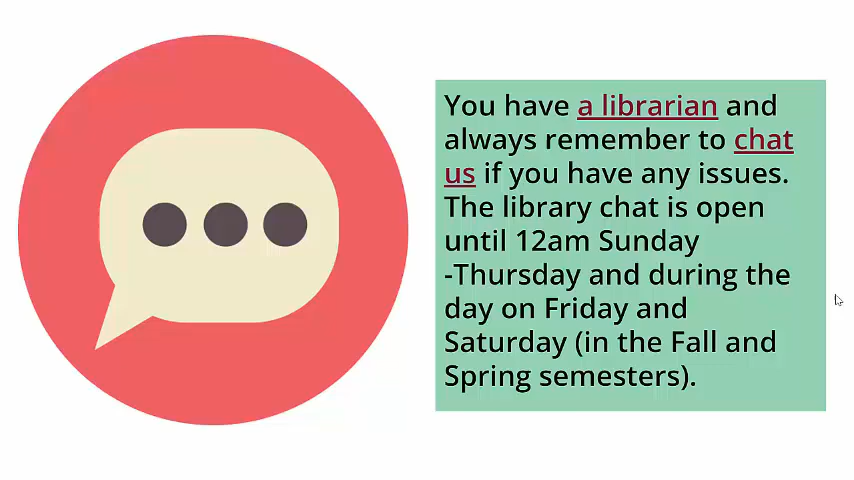 You have a librarian and
always remember to chat
us if you have any issues.
The library chat is open
until 12am Sunday
-Thursday and during the
day on Friday and
Saturday (in the Fall and
Spring semesters).